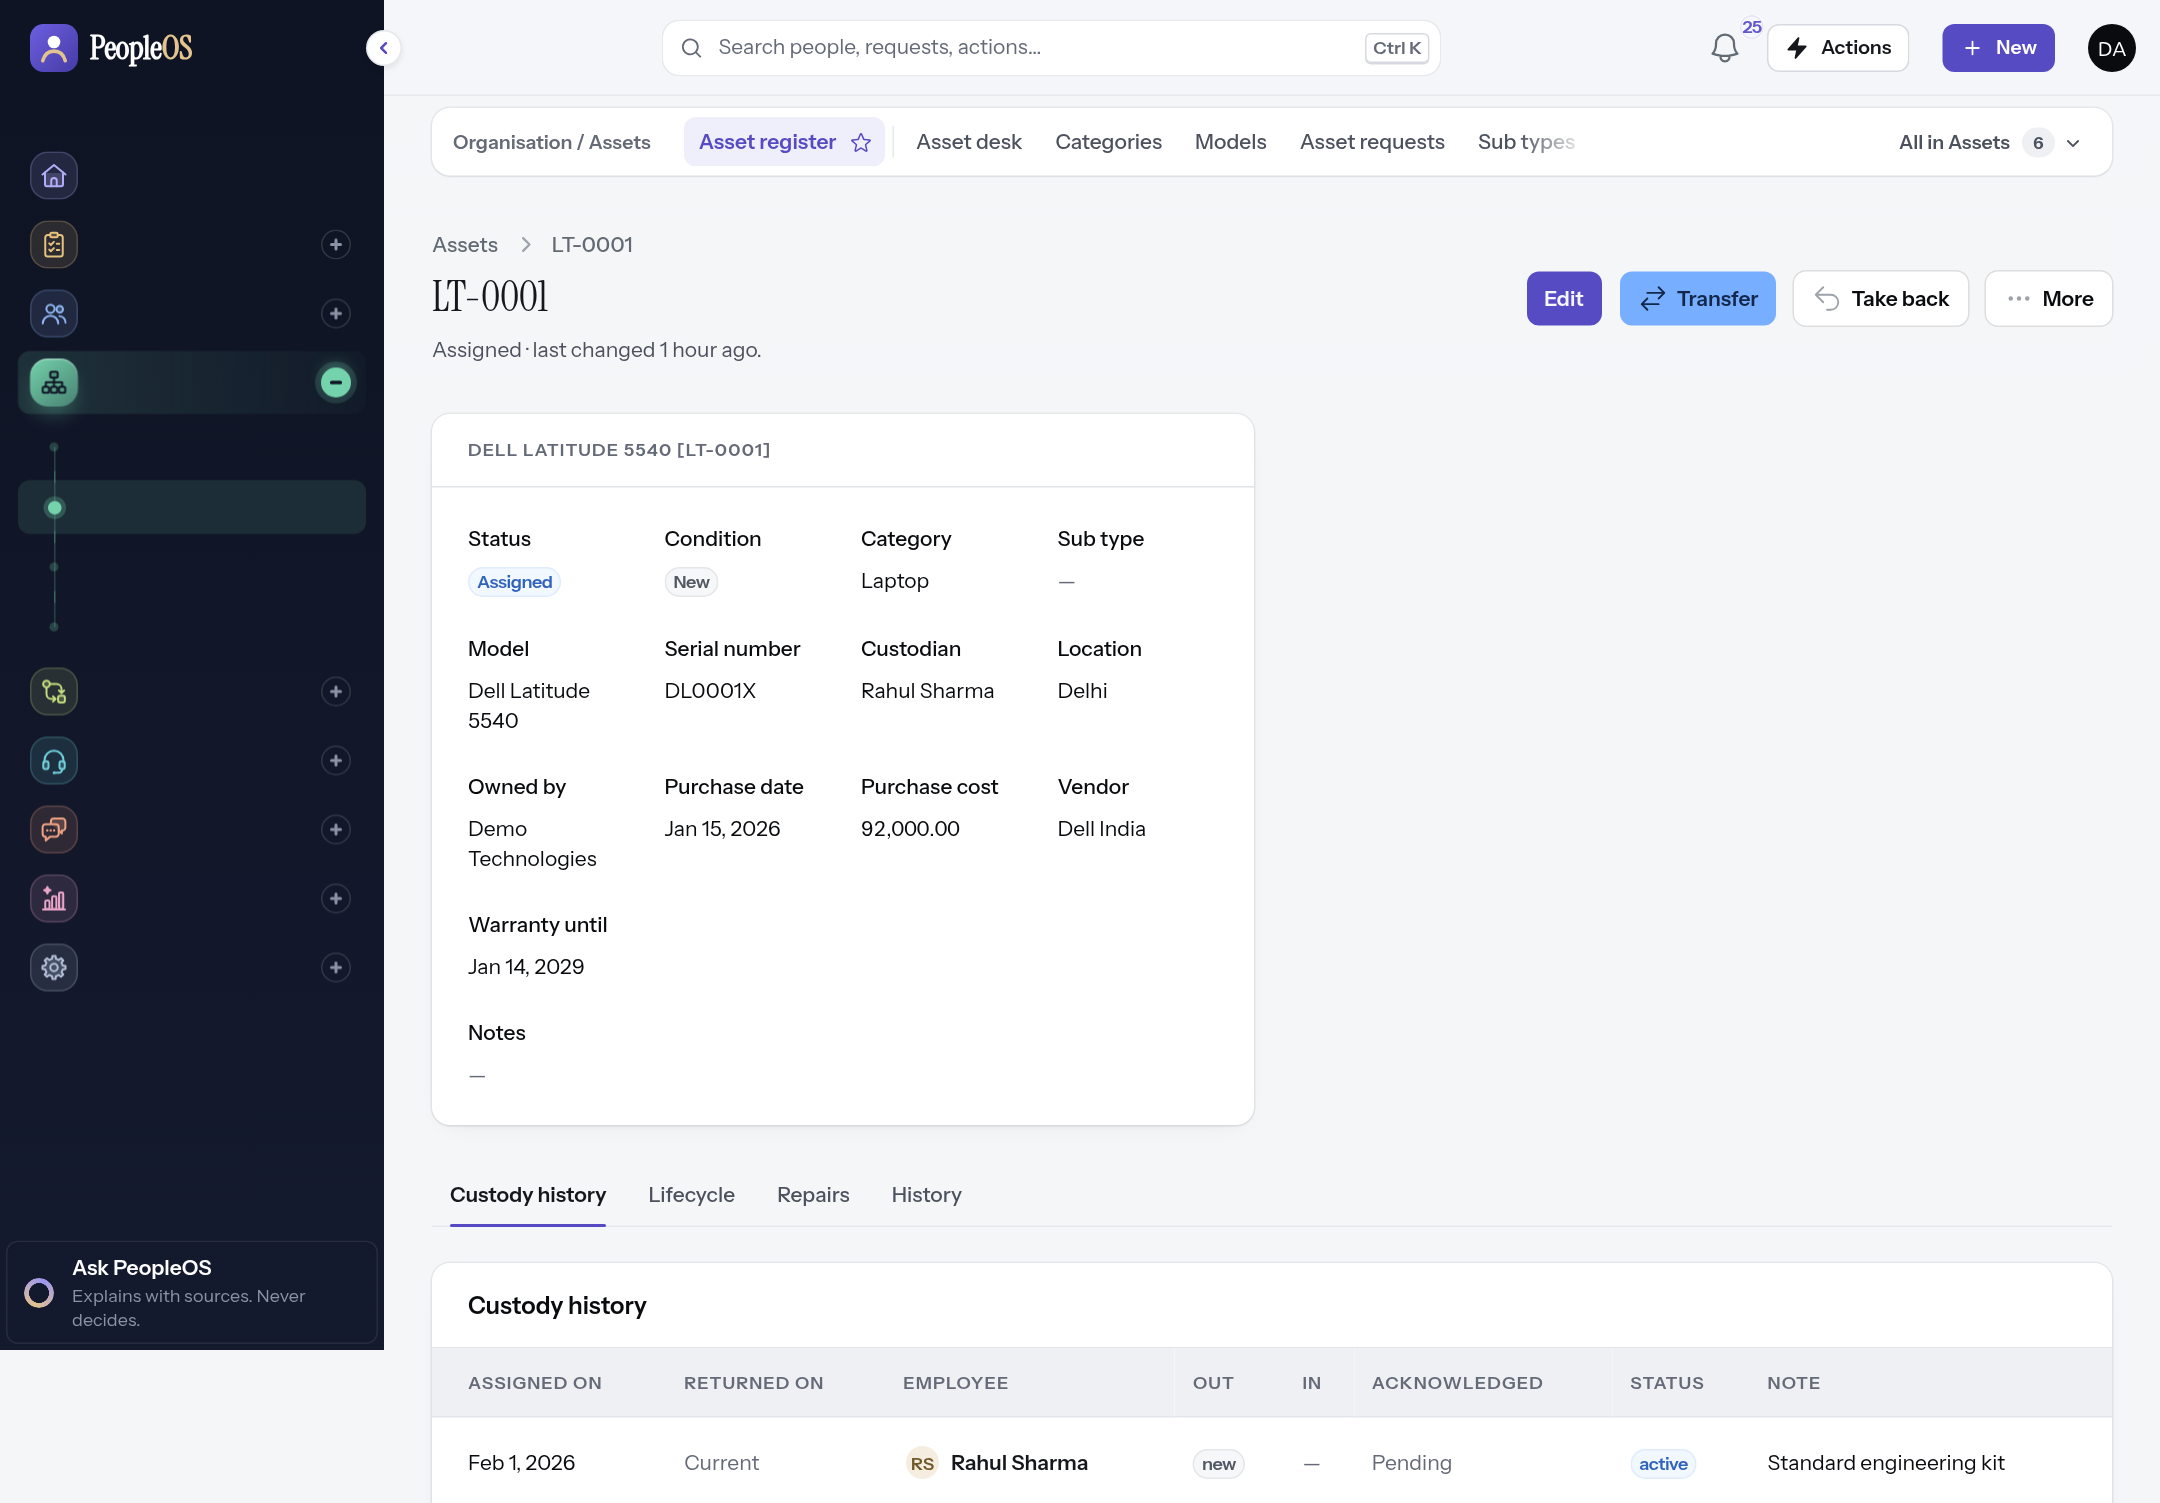 PeopleOS
Search people, requests, actions...
Ctrl K
25
Actions
New
DA
Organisation / Assets
Asset register
Asset desk
Categories
Models
Asset requests
Sub types
All in Assets
6
Assets
LT-0001
LT-0001
Edit
Transfer
Take back
More
Assigned · last changed 1 hour ago.
DELL LATITUDE 5540 [LT-0001]
Status
Condition
Category
Sub type
Assigned
New
Laptop
—
Model
Serial number
Custodian
Location
Dell Latitude
5540
DL0001X
Rahul Sharma
Delhi
Owned by
Purchase date
Purchase cost
Vendor
Demo
Technologies
Jan 15, 2026
92,000.00
Dell India
Warranty until
Jan 14, 2029
Notes
—
Custody history
Lifecycle
Repairs
History
Ask PeopleOS
Explains with sources. Never
decides.
Custody history
ASSIGNED ON
RETURNED ON
EMPLOYEE
OUT
IN
ACKNOWLEDGED
STATUS
NOTE
Feb 1, 2026
Current
RS
Rahul Sharma
new
—
Pending
active
Standard engineering kit